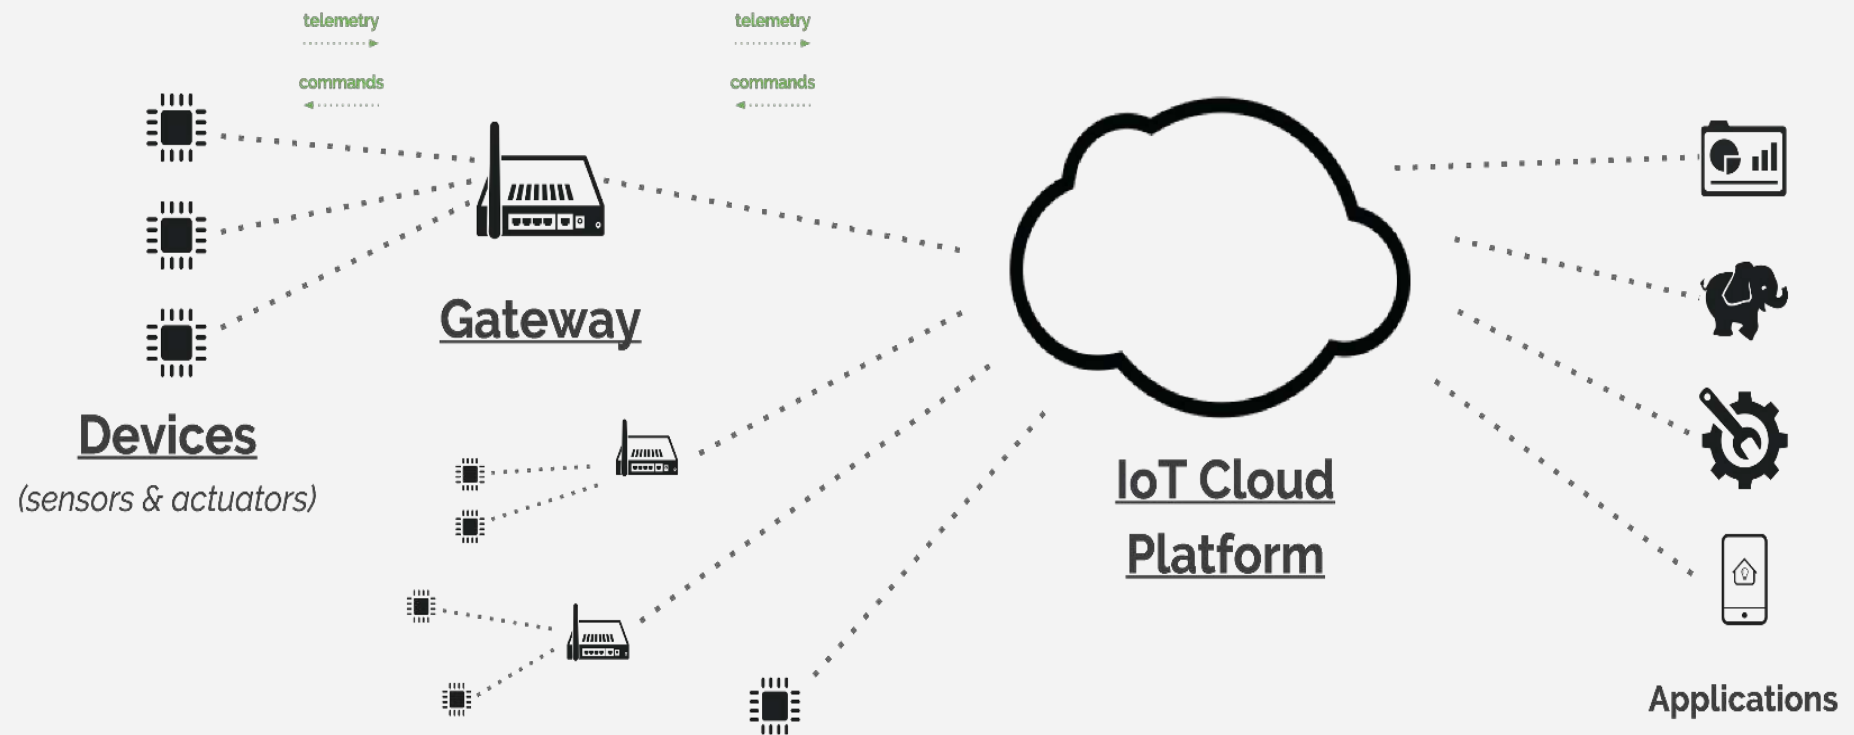 telemetry
commands
telemetry
commands
Gateway
Devices
(sensors & actuators)
IoT Cloud
Platform
Applications